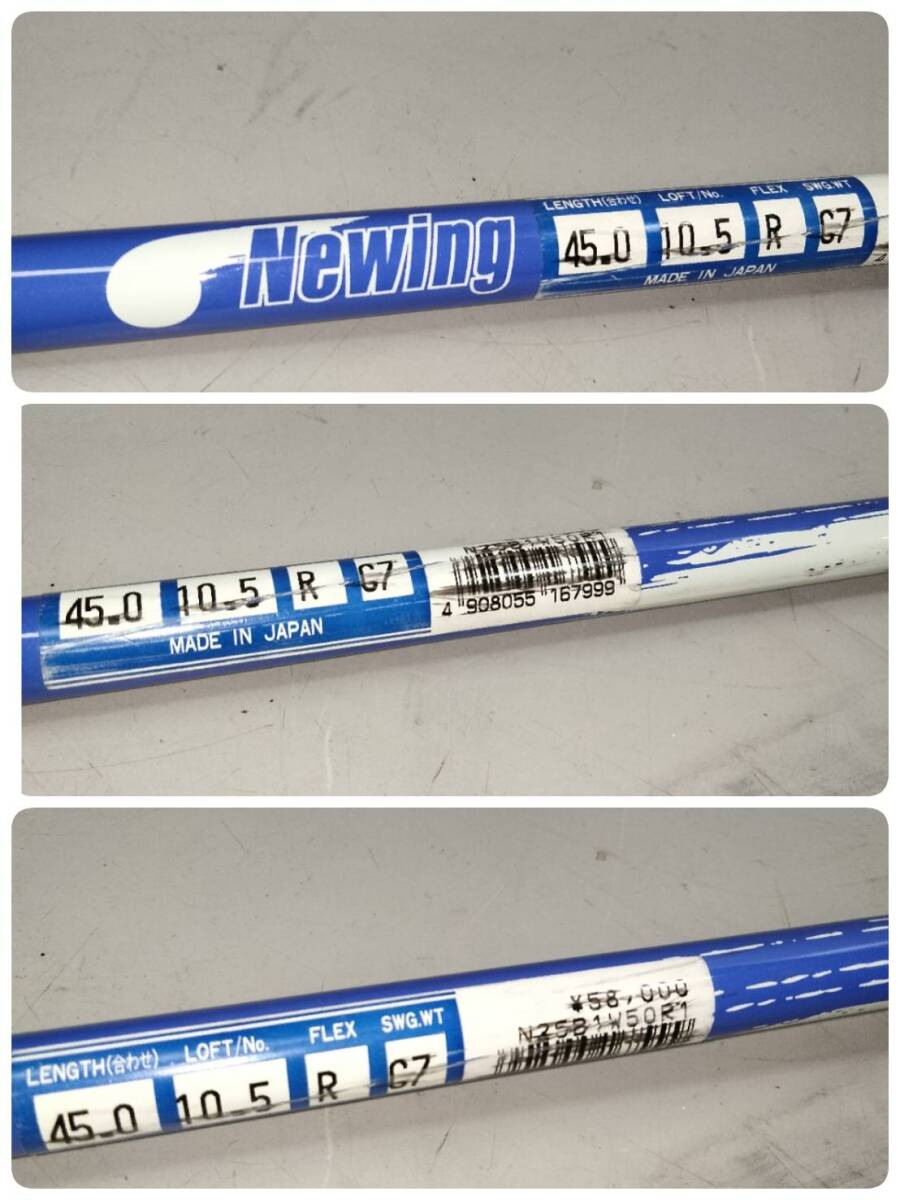 Newing
LENGTH(合わせ) LOFT/No. FLEX SWG.WT
45.0 10.5 R C7
MADE IN JAPAN
45.0 10.5 R C7
MADE IN JAPAN
4 908055 167999
¥58,000
N25B1W50R1
LENGTH(合わせ) LOFT/No. FLEX SWG.WT
45.0 10.5 R C7